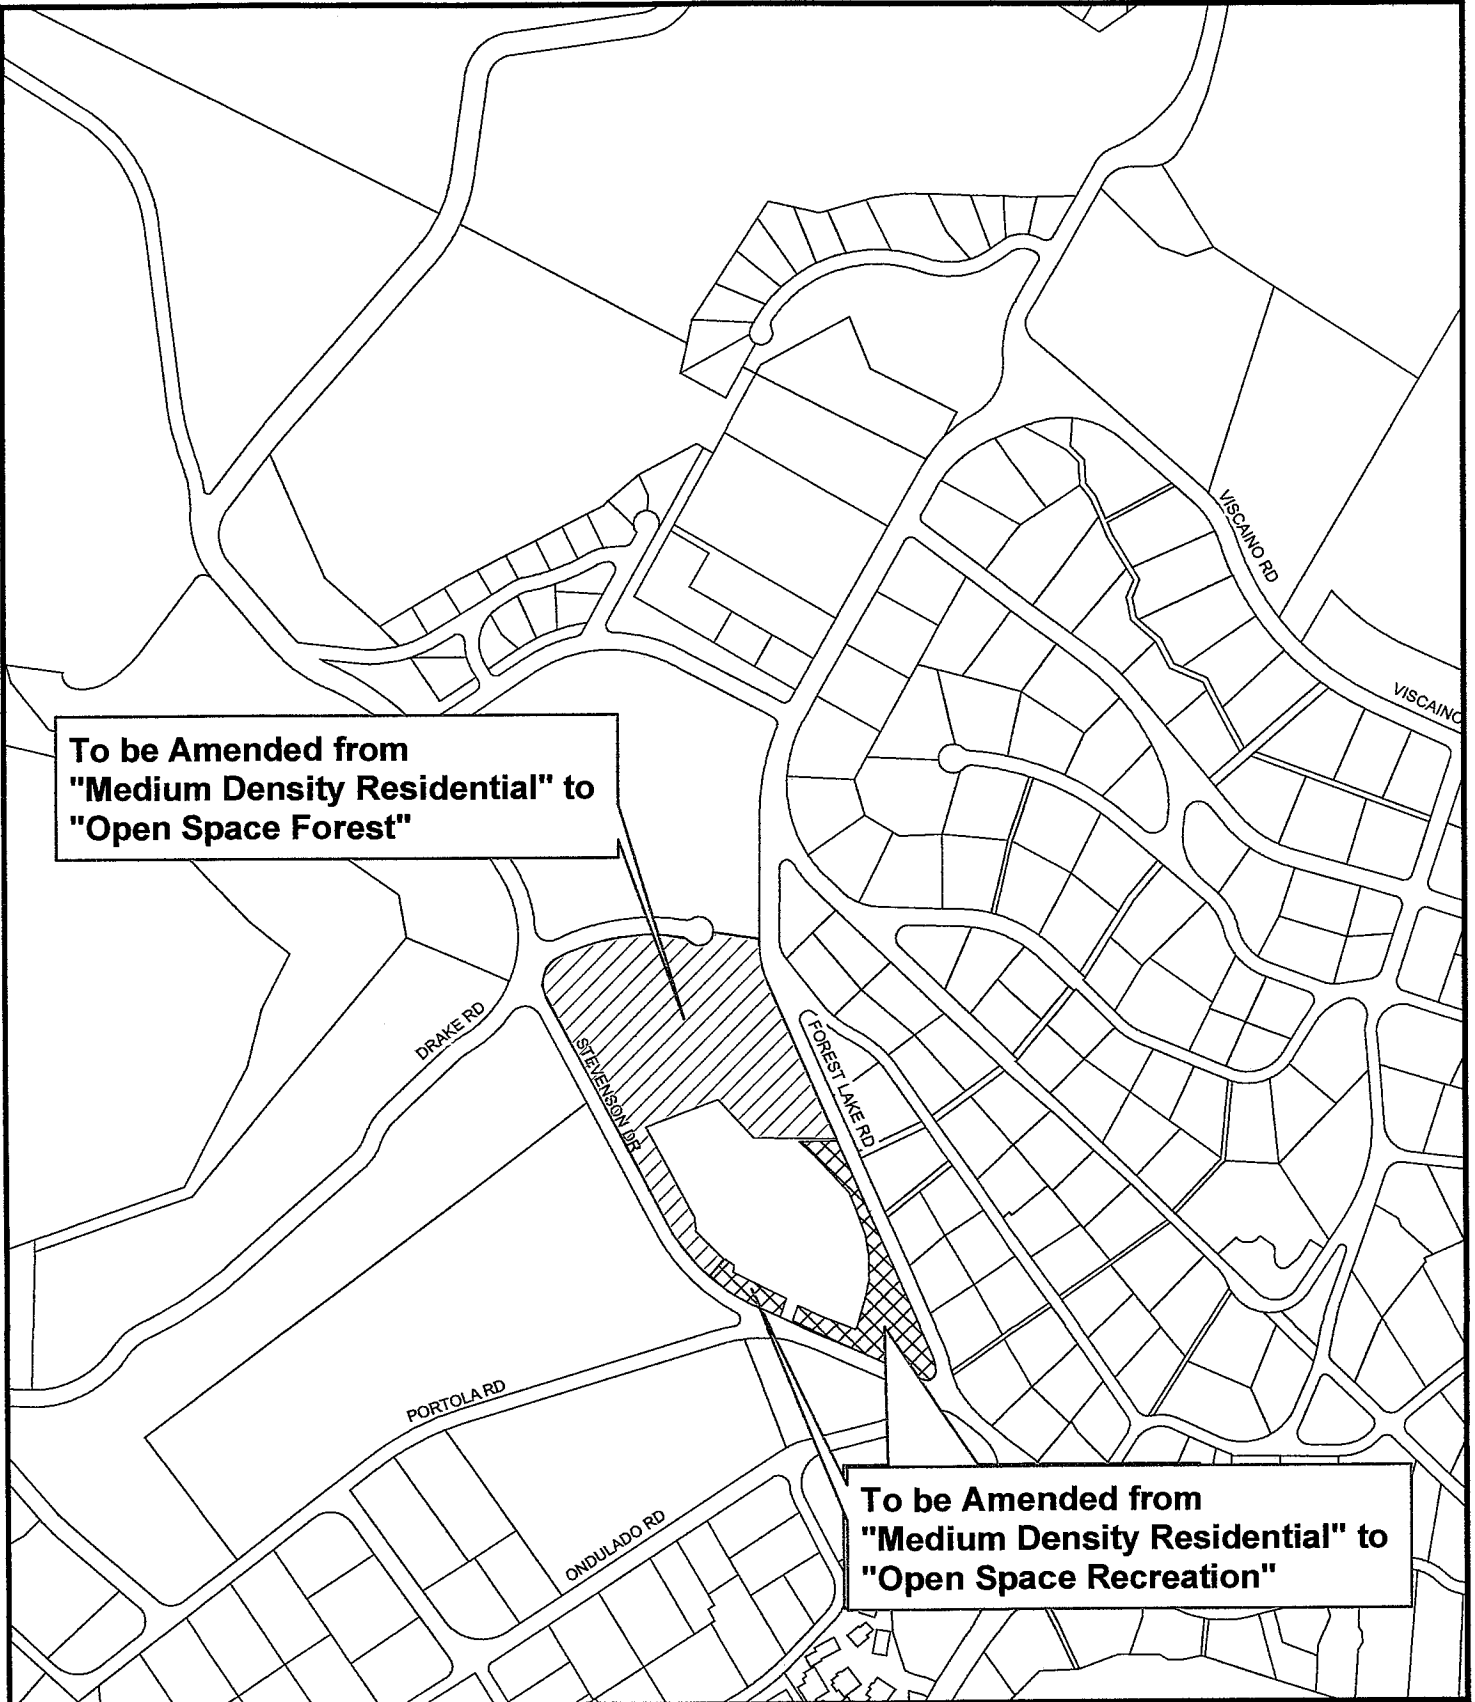 VISCAINO RD
VISCAINO
To be Amended from
"Medium Density Residential" to
"Open Space Forest"
DRAKE RD
STEVENSON DR
FOREST LAKE RD
PORTOLA RD
ONDULADO RD
To be Amended from
"Medium Density Residential" to
"Open Space Recreation"